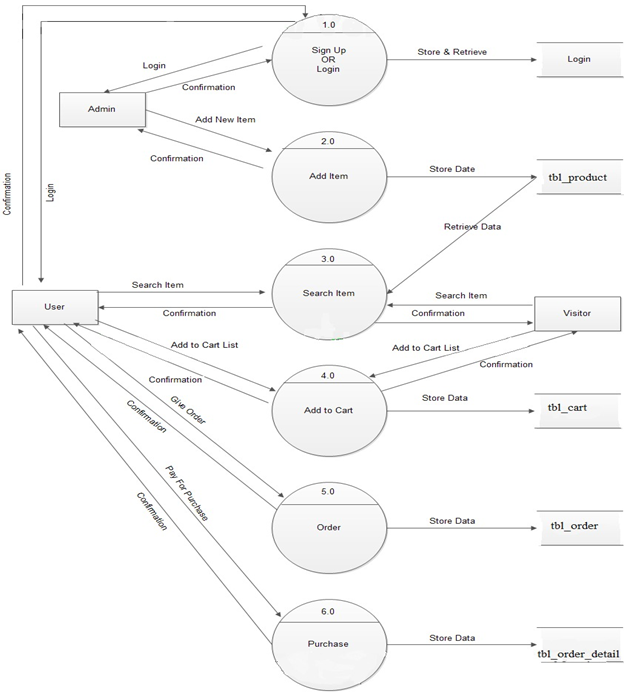 1.0
Sign Up
OR
Login
Store & Retrieve
Login
Login
Confirmation
Admin
Add New Item
Confirmation
2.0
Add Item
Store Date
tbl_product
Confirmation
Login
Retrieve Data
3.0
Search Item
Search Item
Confirmation
User
Search Item
Confirmation
Visitor
Add to Cart List
Confirmation
Add to Cart List
Confirmation
4.0
Add to Cart
Store Data
tbl_cart
Give Order
Confirmation
Pay For Purchase
Confirmation
5.0
Order
Store Data
tbl_order
6.0
Purchase
Store Data
tbl_order_detail